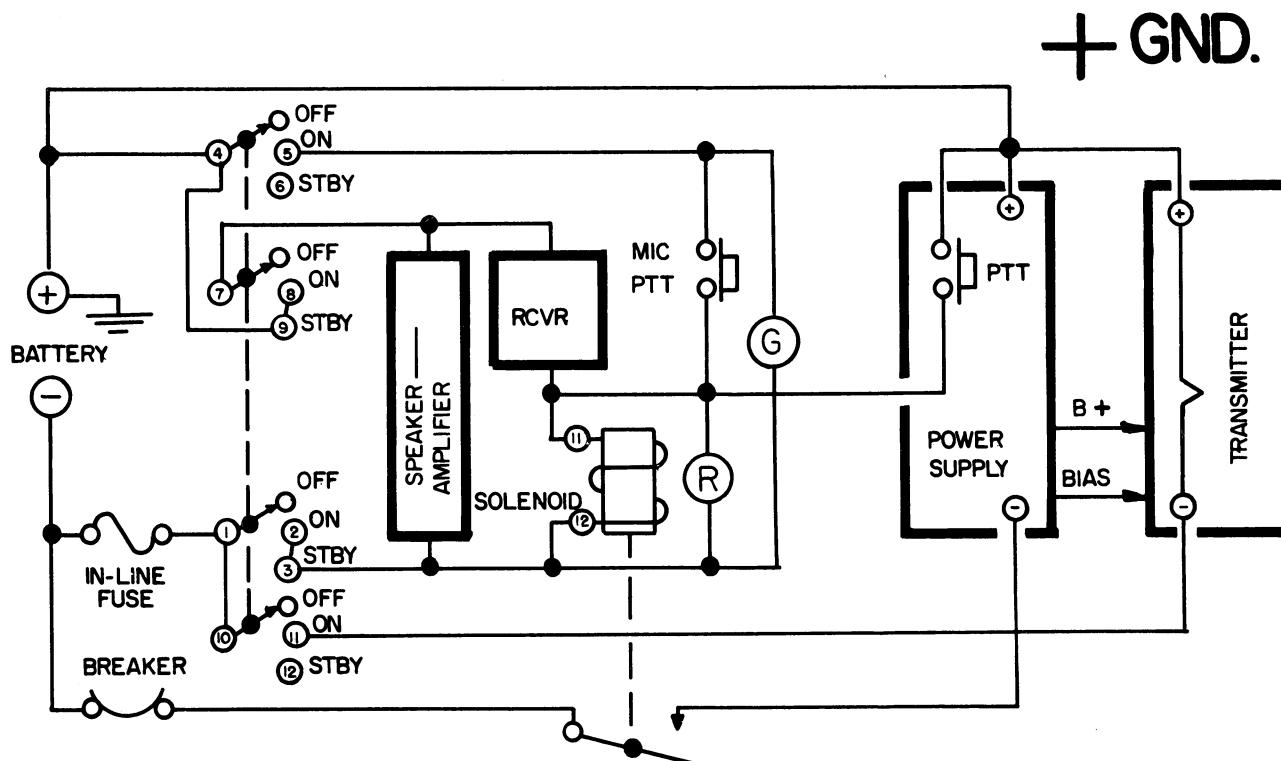 + GND.
OFF
4
ON
5
6
STBY
OFF
7
ON
8
9
STBY
+
BATTERY
−
SPEAKER — AMPLIFIER
RCVR
MIC
PTT
G
R
11
SOLENOID
12
+
PTT
POWER
SUPPLY
−
B +
BIAS
+
TRANSMITTER
−
OFF
1
ON
2
STBY
3
IN-LINE
FUSE
OFF
10
ON
11
12
STBY
BREAKER